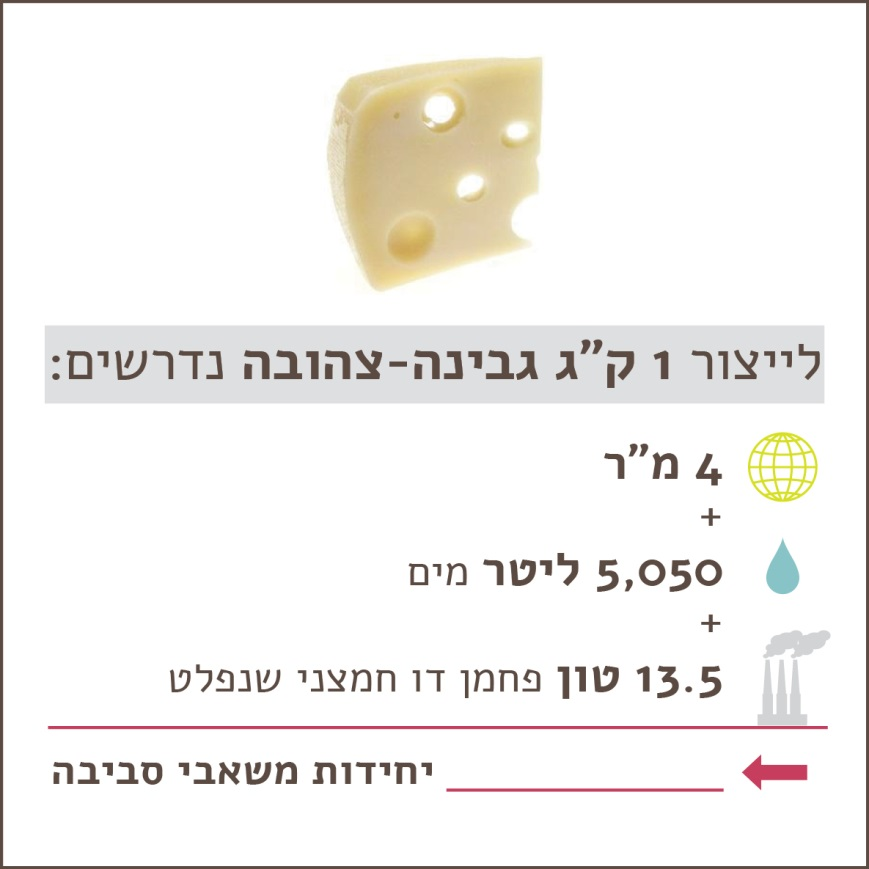 לייצור 1 ק"ג גבינה-צהובה נדרשים:
4 מ"ר
+
5,050 ליטר מים
+
13.5 טון פחמן דו חמצני שנפלט
____________ יחידות משאבי סביבה